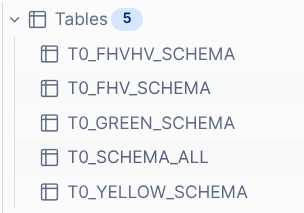 Tables 5
T0_FHVHV_SCHEMA
T0_FHV_SCHEMA
T0_GREEN_SCHEMA
T0_SCHEMA_ALL
T0_YELLOW_SCHEMA